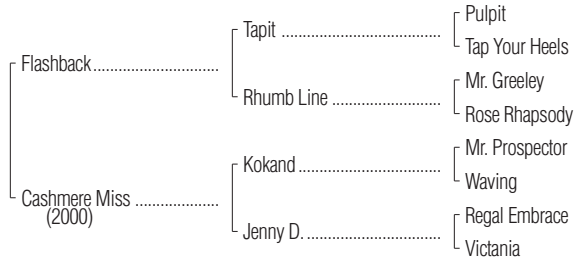 Pulpit
Tapit
Tap Your Heels
Flashback
Mr. Greeley
Rhumb Line
Rose Rhapsody
Mr. Prospector
Kokand
Waving
Cashmere Miss
(2000)
Regal Embrace
Jenny D.
Victania